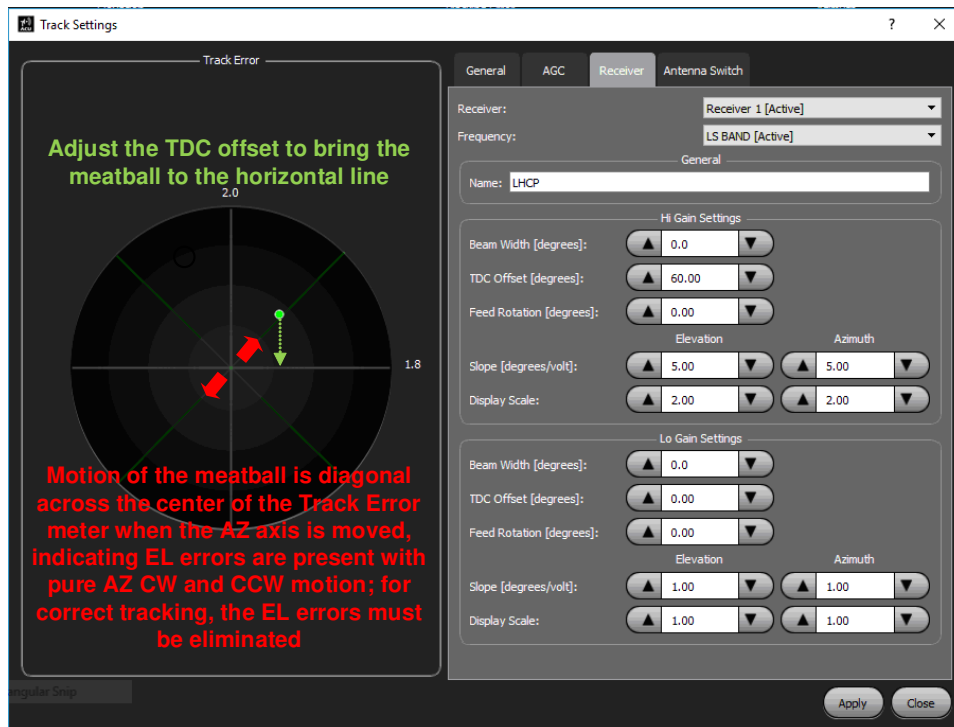 Track Settings
? ×
Track Error
Adjust the TDC offset to bring the
meatball to the horizontal line
2.0
1.8
Motion of the meatball is diagonal
across the center of the Track Error
meter when the AZ axis is moved,
indicating EL errors are present with
pure AZ CW and CCW motion; for
correct tracking, the EL errors must
be eliminated
angular Snip
General AGC Receiver Antenna Switch
Receiver: Receiver 1 [Active]
Frequency: LS BAND [Active]
General
Name: LHCP
Hi Gain Settings
Beam Width [degrees]: 0.0
TDC Offset [degrees]: 60.00
Feed Rotation [degrees]: 0.00
Elevation Azimuth
Slope [degrees/volt]: 5.00 5.00
Display Scale: 2.00 2.00
Lo Gain Settings
Beam Width [degrees]: 0.0
TDC Offset [degrees]: 0.00
Feed Rotation [degrees]: 0.00
Elevation Azimuth
Slope [degrees/volt]: 1.00 1.00
Display Scale: 1.00 1.00
Apply Close